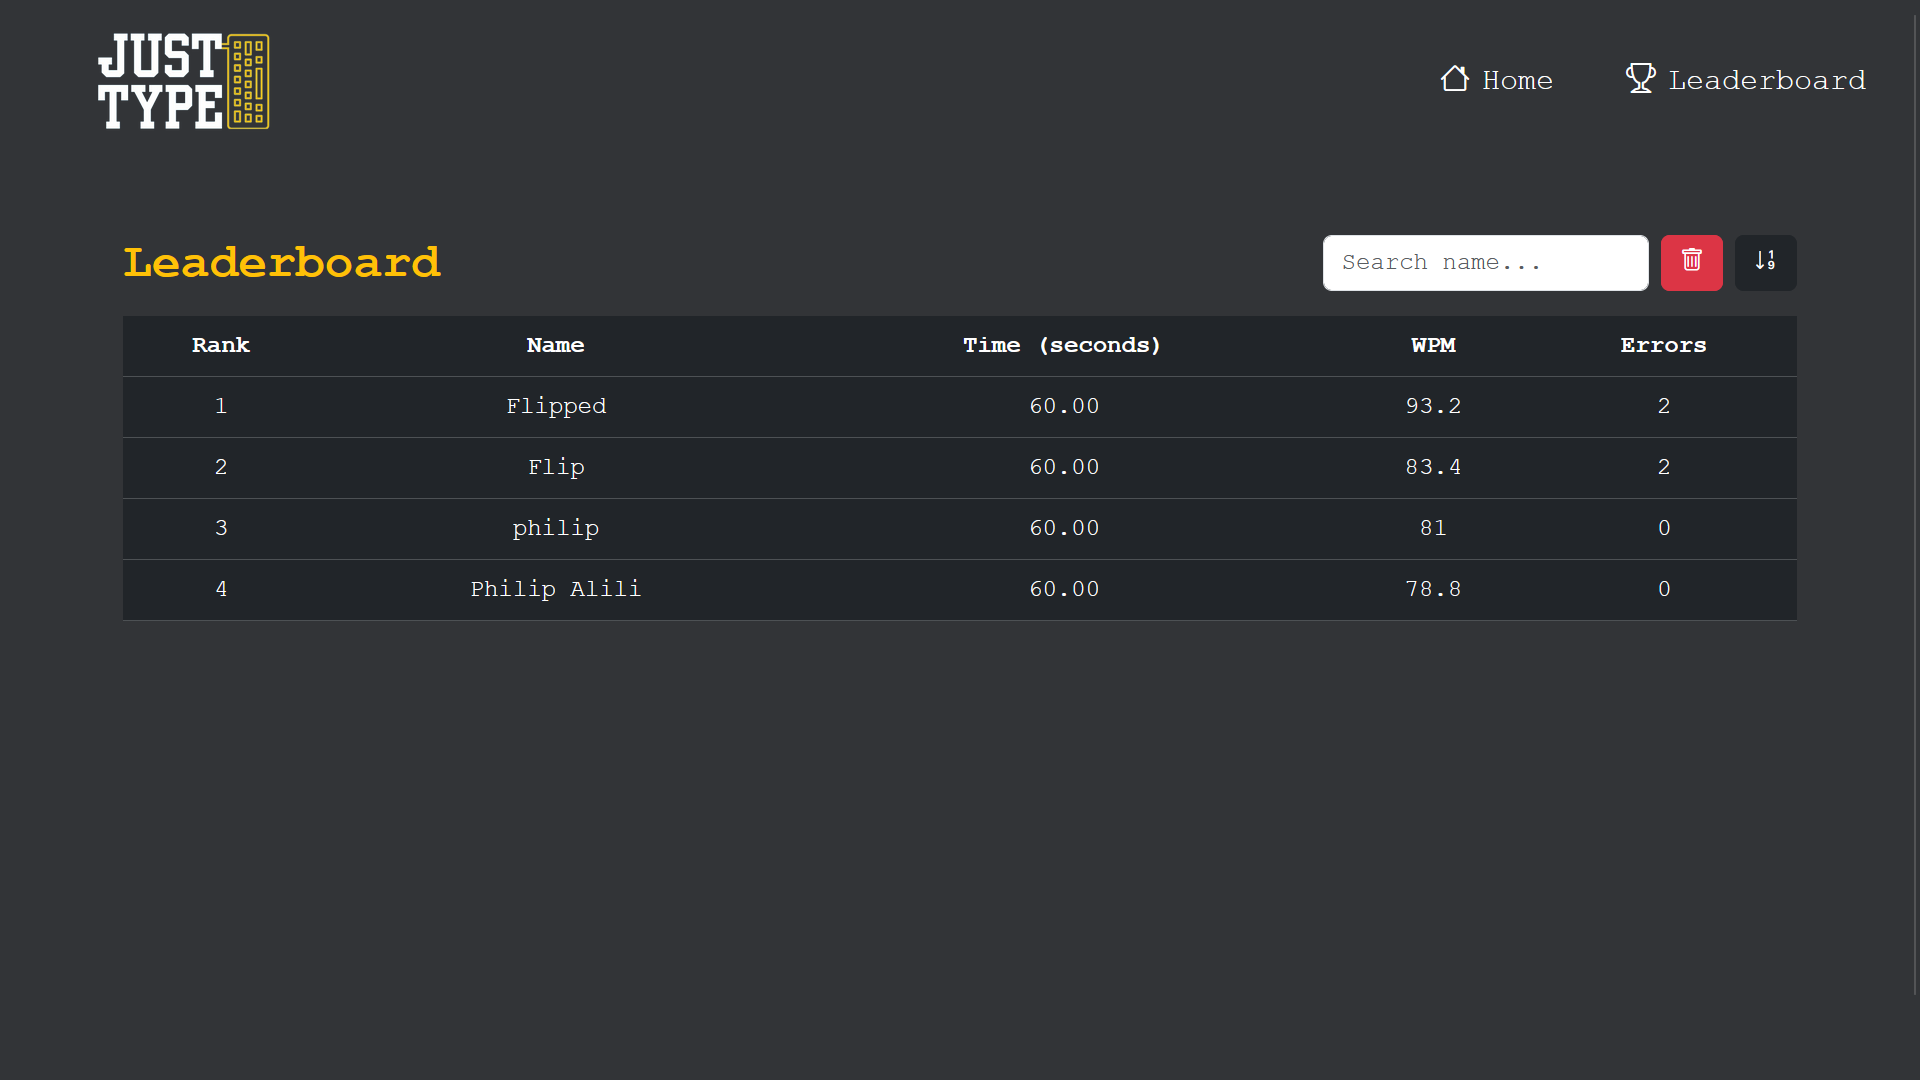 JUST
TYPE
Home
Leaderboard
Leaderboard
Search name...
Rank Name Time (seconds) WPM Errors
1 Flipped 60.00 93.2 2
2 Flip 60.00 83.4 2
3 philip 60.00 81 0
4 Philip Alili 60.00 78.8 0